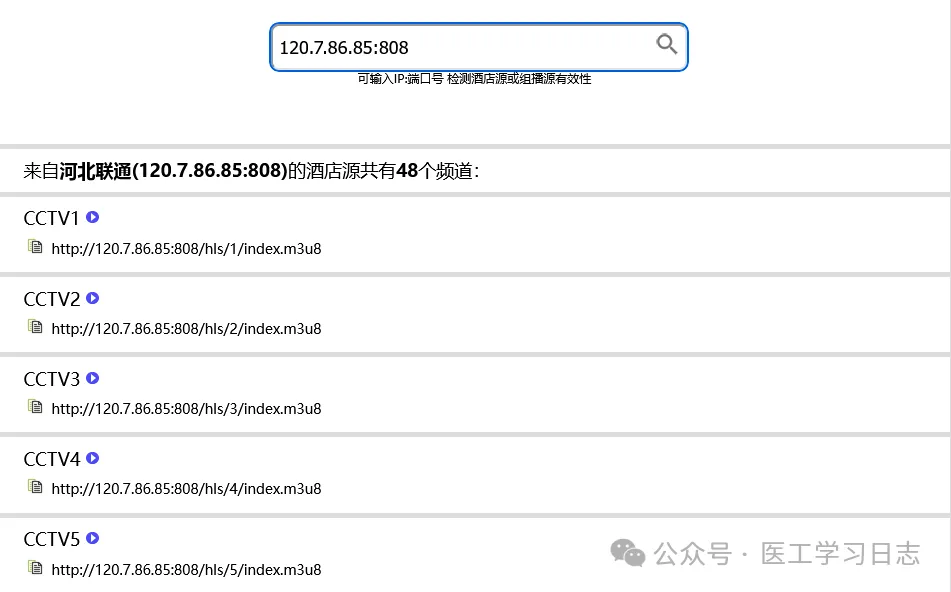 120.7.86.85:808
可输入IP:端口号 检测酒店源或组播源有效性
来自河北联通(120.7.86.85:808)的酒店源共有48个频道：
CCTV1
http://120.7.86.85:808/hls/1/index.m3u8
CCTV2
http://120.7.86.85:808/hls/2/index.m3u8
CCTV3
http://120.7.86.85:808/hls/3/index.m3u8
CCTV4
http://120.7.86.85:808/hls/4/index.m3u8
CCTV5
http://120.7.86.85:808/hls/5/index.m3u8
公众号 · 医工学习日志